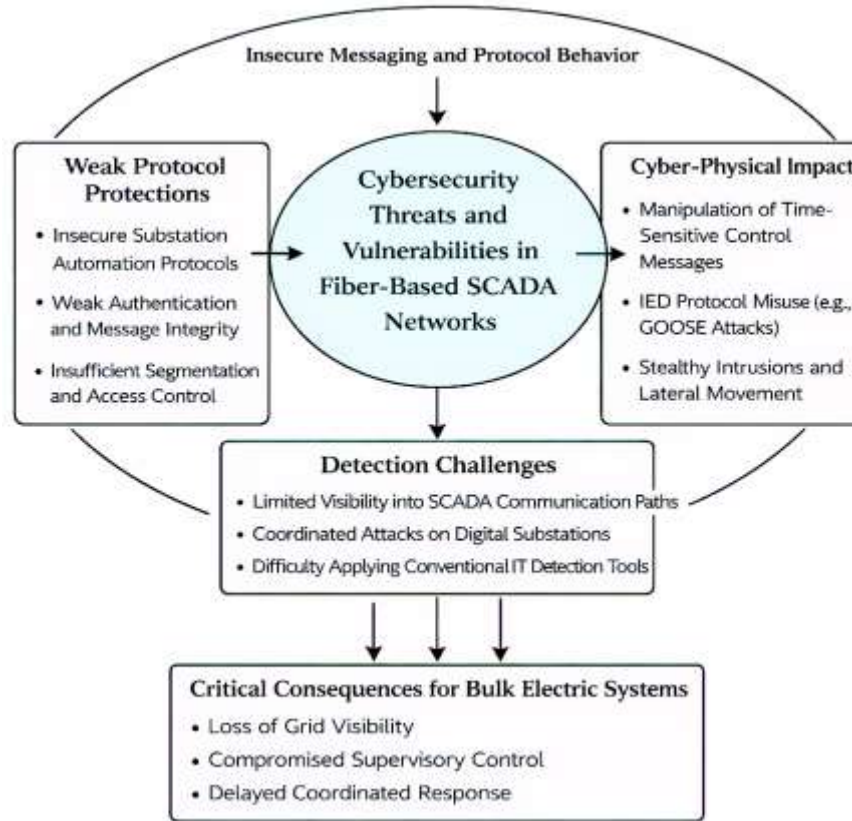 Insecure Messaging and Protocol Behavior
Weak Protocol
Protections
• Insecure Substation
Automation Protocols
• Weak Authentication
and Message Integrity
• Insufficient Segmentation
and Access Control
Cybersecurity
Threats and
Vulnerabilities in
Fiber-Based SCADA
Networks
Cyber-Physical Impact
• Manipulation of Time-
Sensitive Control
Messages
• IED Protocol Misuse (e.g.,
GOOSE Attacks)
• Stealthy Intrusions and
Lateral Movement
Detection Challenges
• Limited Visibility into SCADA Communication Paths
• Coordinated Attacks on Digital Substations
• Difficulty Applying Conventional IT Detection Tools
Critical Consequences for Bulk Electric Systems
• Loss of Grid Visibility
• Compromised Supervisory Control
• Delayed Coordinated Response